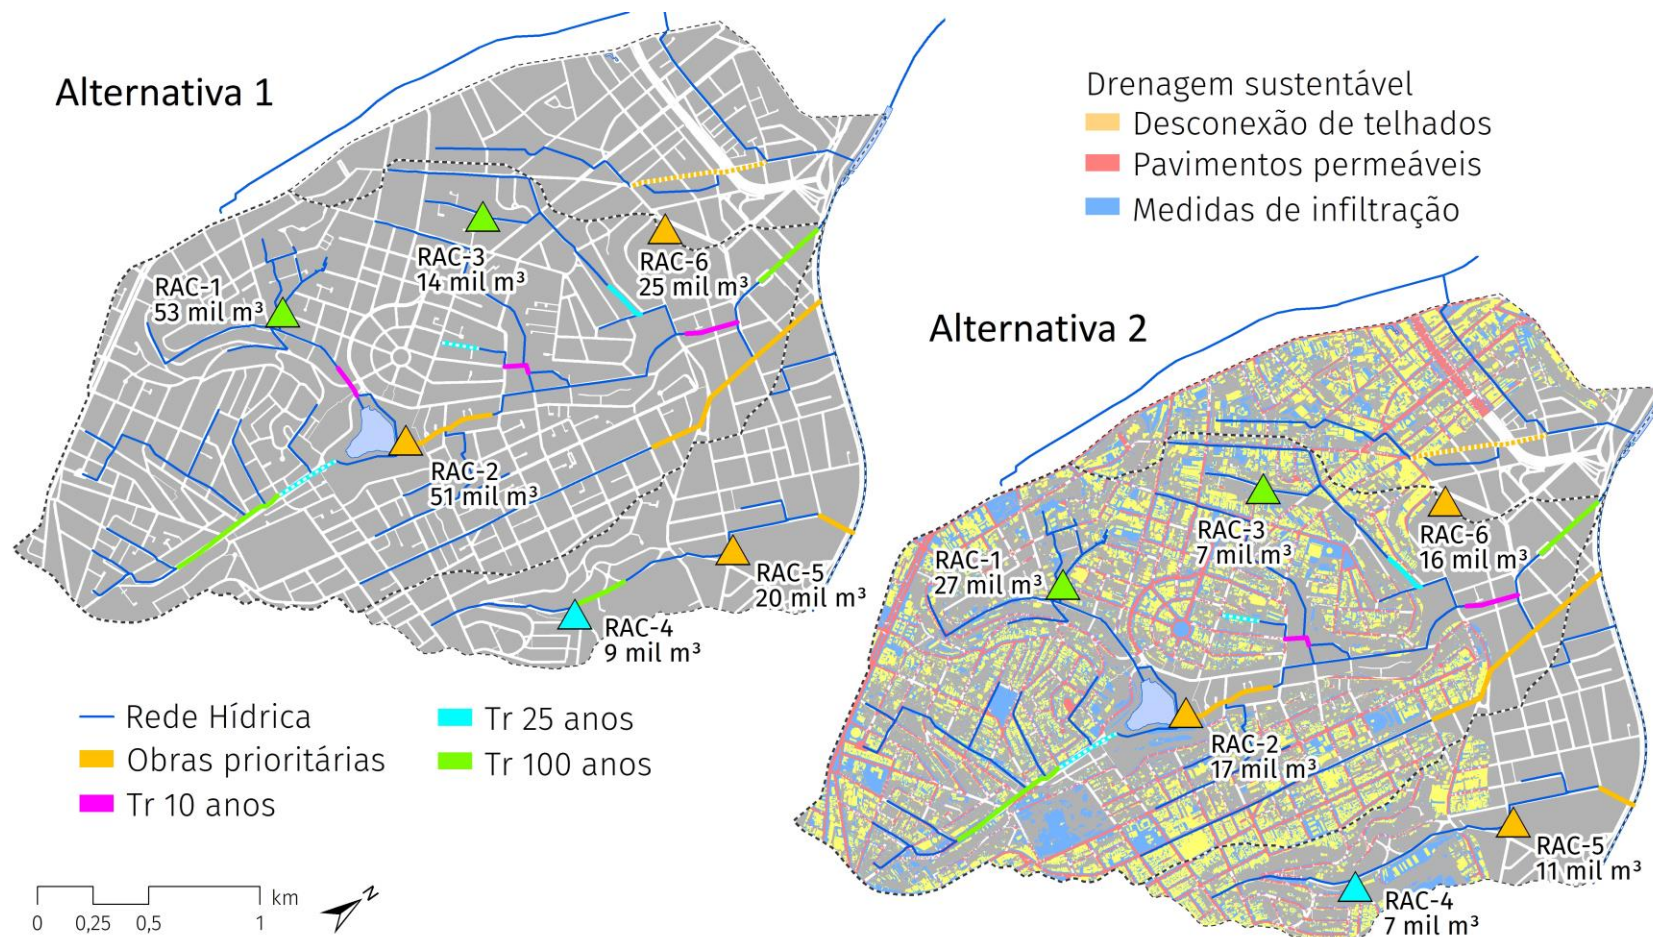 Alternativa 1
RAC-1
53 mil m³
RAC-3
14 mil m³
RAC-6
25 mil m³
RAC-2
51 mil m³
RAC-5
20 mil m³
RAC-4
9 mil m³
Rede Hídrica
Obras prioritárias
Tr 10 anos
Tr 25 anos
Tr 100 anos
0 0,25 0,5 1 km
N
Drenagem sustentável
Desconexão de telhados
Pavimentos permeáveis
Medidas de infiltração
Alternativa 2
RAC-3
7 mil m³
RAC-6
16 mil m³
RAC-1
27 mil m³
RAC-2
17 mil m³
RAC-5
11 mil m³
RAC-4
7 mil m³